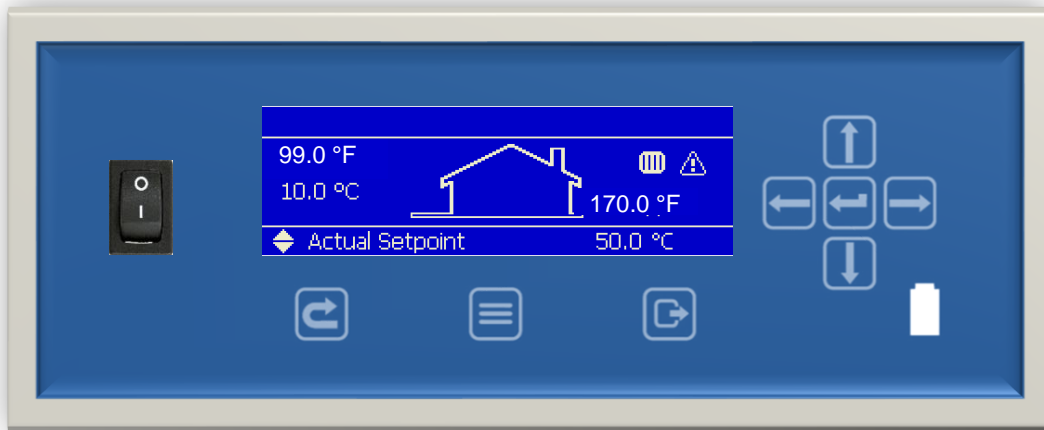 O
I
99.0 °F
10.0 °C
170.0 °F
Actual Setpoint 50.0 °C